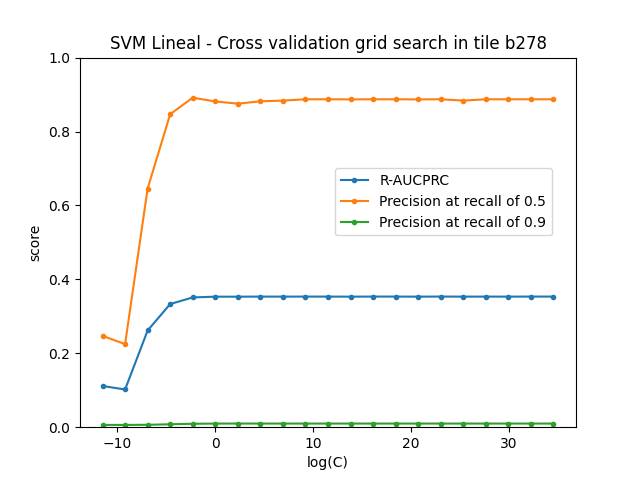 SVM Lineal - Cross validation grid search in tile b278
1.0
0.8
0.6
0.4
0.2
0.0
score
R-AUCPRC
Precision at recall of 0.5
Precision at recall of 0.9
−10 0 10 20 30
log(C)